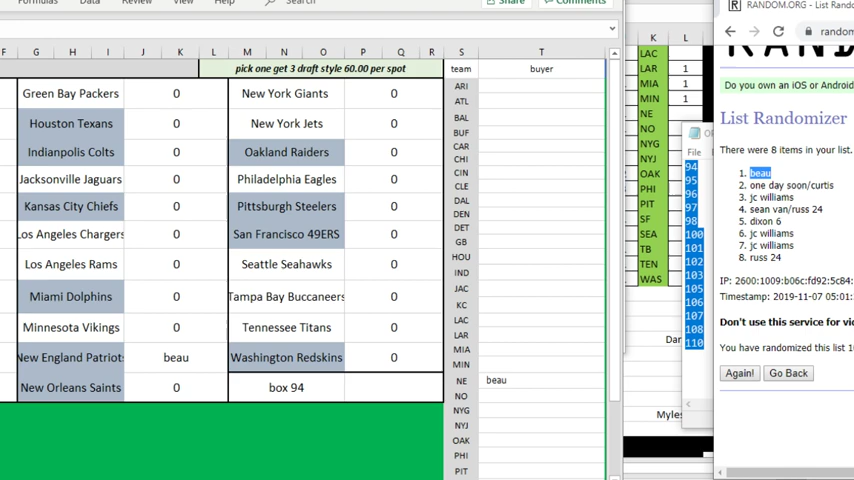 Data Review View Help Search Share Comments
F G H I J K L M N O P Q R S T
pick one get 3 draft style 60.00 per spot team buyer
Green Bay Packers 0 New York Giants 0 ARI
ATL
Houston Texans 0 New York Jets 0 BAL
BUF
Indianpolis Colts 0 Oakland Raiders 0 CAR
CHI
Jacksonville Jaguars 0 Philadelphia Eagles 0 CIN
CLE
Kansas City Chiefs 0 Pittsburgh Steelers 0 DAL
DEN
Los Angeles Chargers 0 San Francisco 49ERS 0 DET
GB
Los Angeles Rams 0 Seattle Seahawks 0 HOU
IND
Miami Dolphins 0 Tampa Bay Buccaneers 0 JAC
KC
Minnesota Vikings 0 Tennessee Titans 0 LAC
LAR
New England Patriots beau Washington Redskins 0 MIA
MIN
New Orleans Saints 0 box 94 NE beau
NO
NYG
NYJ
OAK
PHI
PIT
K L
LAC
LAR 1
MIA 1
MIN 1
NE
NO
NYG
NYJ
OAK
PHI
PIT
SF
SEA
TB
TEN
WAS
Dar
Myles
File
94
95
96
97
98
100
101
102
103
105
106
107
108
110
RANDOM.ORG - List Rando
random
Do you own an iOS or Android
List Randomizer
There were 8 items in your list.
1. beau
2. one day soon/curtis
3. jc williams
4. sean van/russ 24
5. dixon 6
6. jc williams
7. jc williams
8. russ 24
IP: 2600:1009:b06c:fd92:5c84:
Timestamp: 2019-11-07 05:01:
Don't use this service for vi
You have randomized this list 1
Again! Go Back